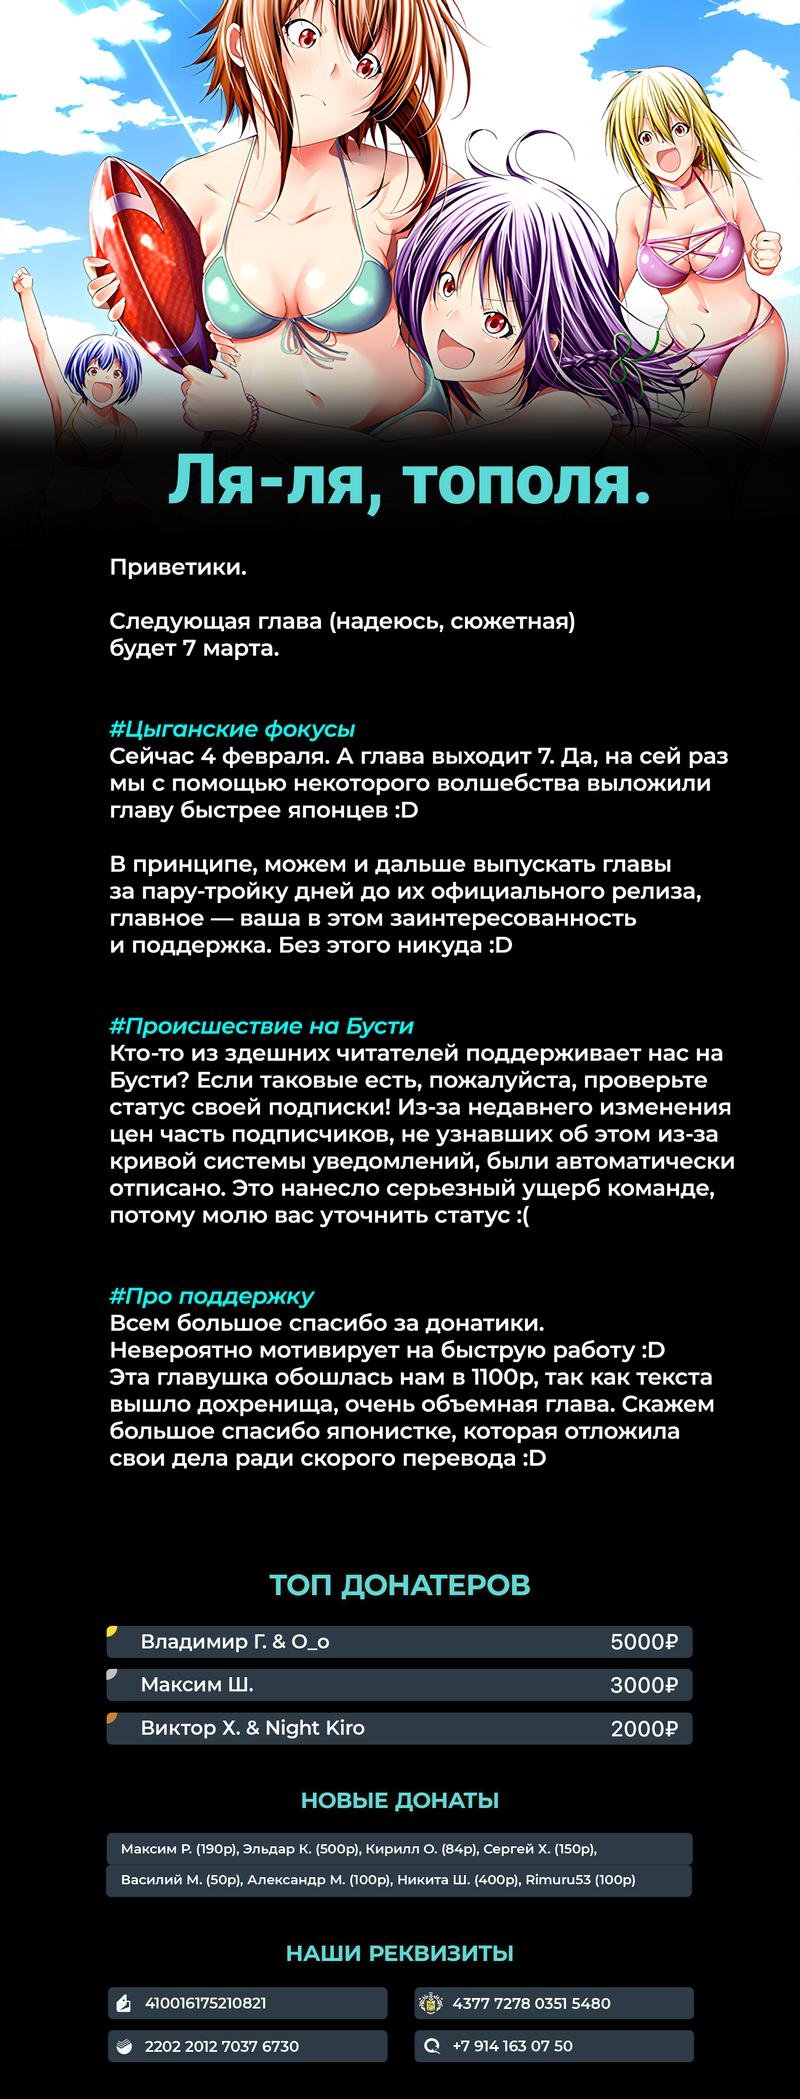 Ля-ля, тополя.
Приветики.
Следующая глава (надеюсь, сюжетная)
будет 7 марта.
#Цыганские фокусы
Сейчас 4 февраля. А глава выходит 7. Да, на сей раз
мы с помощью некоторого волшебства выложили
главу быстрее японцев :D
В принципе, можем и дальше выпускать главы
за пару-тройку дней до их официального релиза,
главное — ваша в этом заинтересованность
и поддержка. Без этого никуда :D
#Происшествие на Бусти
Кто-то из здешних читателей поддерживает нас на
Бусти? Если таковые есть, пожалуйста, проверьте
статус своей подписки! Из-за недавнего изменения
цен часть подписчиков, не узнавших об этом из-за
кривой системы уведомлений, были автоматически
отписано. Это нанесло серьезный ущерб команде,
потому молю вас уточнить статус :(
#Про поддержку
Всем большое спасибо за донатики.
Невероятно мотивирует на быструю работу :D
Эта главушка обошлась нам в 1100р, так как текста
вышло дохренища, очень объемная глава. Скажем
большое спасибо японистке, которая отложила
свои дела ради скорого перевода :D
ТОП ДОНАТЕРОВ
Владимир Г. & O_o 5000₽
Максим Ш. 3000₽
Виктор Х. & Night Kiro 2000₽
НОВЫЕ ДОНАТЫ
Максим Р. (190р), Эльдар К. (500р), Кирилл О. (84р), Сергей Х. (150р),
Василий М. (50р), Александр М. (100р), Никита Ш. (400р), Rimuru53 (100р)
НАШИ РЕКВИЗИТЫ
410016175210821 4377 7278 0351 5480
2202 2012 7037 6730 +7 914 163 07 50